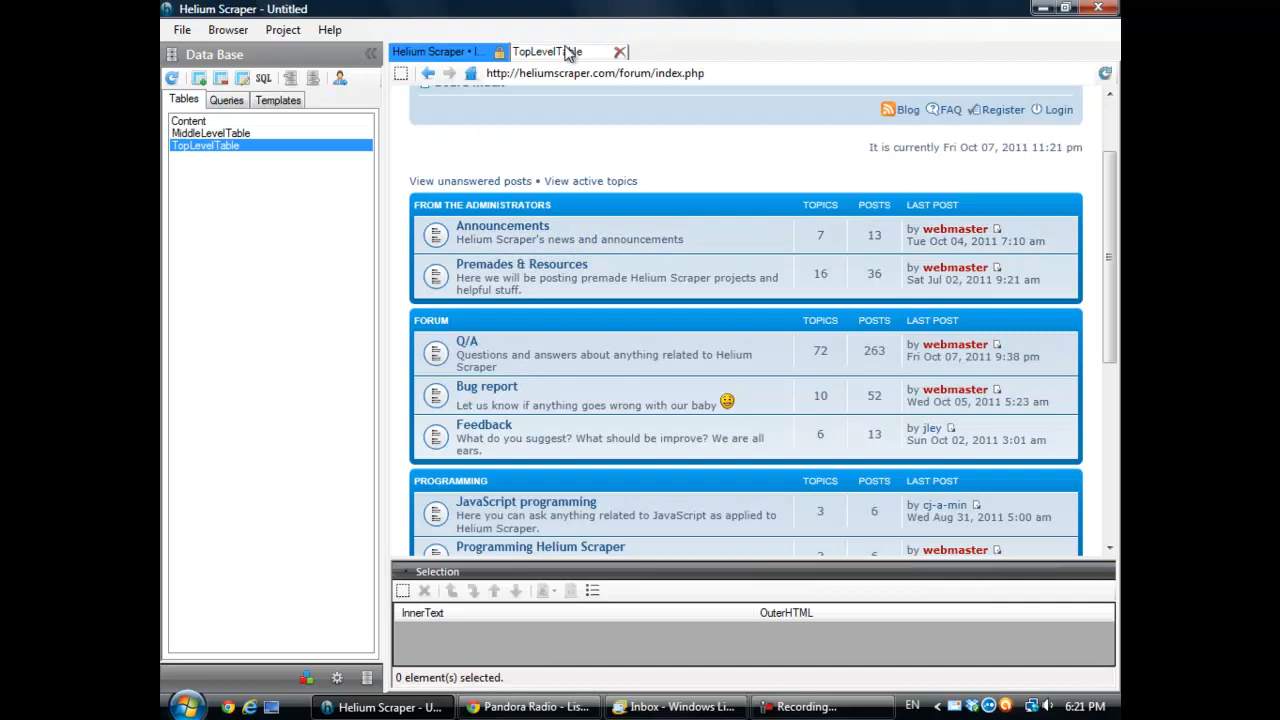 Helium Scraper - Untitled
File Browser Project Help
Data Base
SQL
Tables Queries Templates
Content
MiddleLevelTable
TopLevelTable
Helium Scraper • I... TopLevelTable
http://heliumscraper.com/forum/index.php
Blog FAQ Register Login
It is currently Fri Oct 07, 2011 11:21 pm
View unanswered posts • View active topics
FROM THE ADMINISTRATORS TOPICS POSTS LAST POST
Announcements
Helium Scraper's news and announcements
7 13 by webmaster
Tue Oct 04, 2011 7:10 am
Premades & Resources
Here we will be posting premade Helium Scraper projects and
helpful stuff.
16 36 by webmaster
Sat Jul 02, 2011 9:21 am
FORUM TOPICS POSTS LAST POST
Q/A
Questions and answers about anything related to Helium
Scraper
72 263 by webmaster
Fri Oct 07, 2011 9:38 pm
Bug report
Let us know if anything goes wrong with our baby
10 52 by webmaster
Wed Oct 05, 2011 5:23 am
Feedback
What do you suggest? What should be improve? We are all
ears.
6 13 by jley
Sun Oct 02, 2011 3:01 am
PROGRAMMING TOPICS POSTS LAST POST
JavaScript programming
Here you can ask anything related to JavaScript as applied to
Helium Scraper.
3 6 by cj-a-min
Wed Aug 31, 2011 5:00 am
Programming Helium Scraper
by webmaster
Selection
InnerText OuterHTML
0 element(s) selected.
Helium Scraper - U... Pandora Radio - Lis... Inbox - Windows Li... Recording... EN 6:21 PM